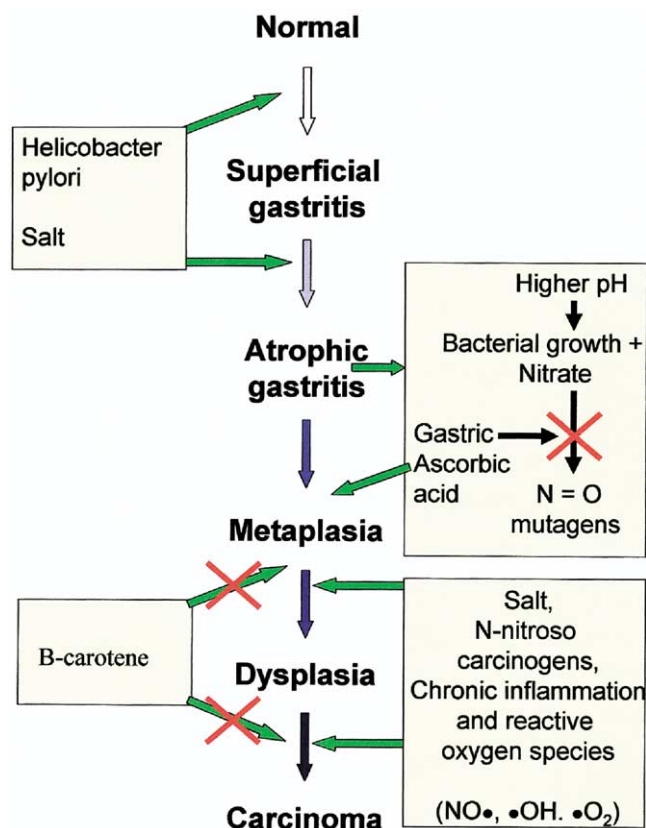 Normal
Helicobacter
pylori
Salt
Superficial
gastritis
Atrophic
gastritis
Higher pH
Bacterial growth +
Nitrate
Gastric
Ascorbic
acid
N = O
mutagens
Metaplasia
B-carotene
Dysplasia
Salt,
N-nitroso
carcinogens,
Chronic inflammation
and reactive
oxygen species
(NO•, •OH. •O₂)
Carcinoma